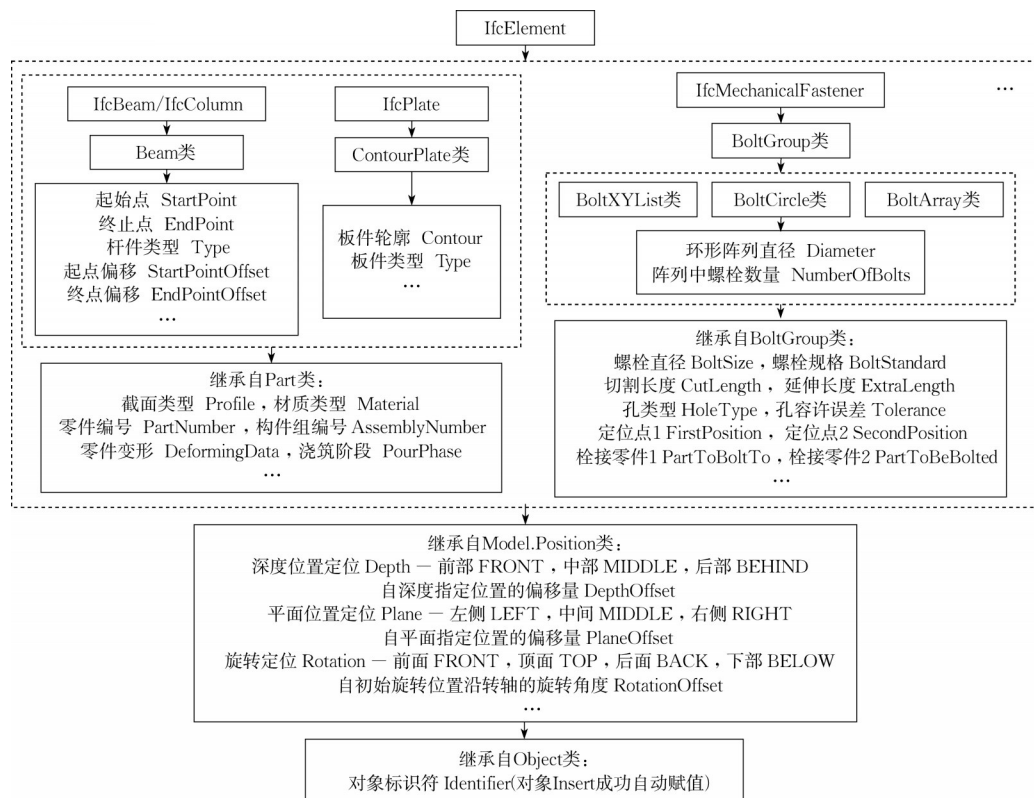 IfcElement
IfcBeam/IfcColumn
Beam类
起始点 StartPoint
终止点 EndPoint
杆件类型 Type
起点偏移 StartPointOffset
终点偏移 EndPointOffset
…
IfcPlate
ContourPlate类
板件轮廓 Contour
板件类型 Type
…
继承自Part类:
截面类型 Profile,材质类型 Material
零件编号 PartNumber,构件组编号AssemblyNumber
零件变形 DeformingData,浇筑阶段 PourPhase
…
IfcMechanicalFastener
…
BoltGroup类
BoltXYList类
BoltCircle类
BoltArray类
环形阵列直径 Diameter
阵列中螺栓数量 NumberOfBolts
继承自BoltGroup类:
螺栓直径 BoltSize,螺栓规格 BoltStandard
切割长度 CutLength, 延伸长度 ExtraLength
孔类型 HoleType,孔容许误差 Tolerance
定位点1 FirstPosition, 定位点2 SecondPosition
栓接零件1 PartToBoltTo, 栓接零件2 PartToBeBolted
…
继承自Model.Position类:
深度位置定位 Depth — 前部 FRONT,中部 MIDDLE,后部 BEHIND
自深度指定位置的偏移量 DepthOffset
平面位置定位 Plane — 左侧 LEFT,中间 MIDDLE,右侧 RIGHT
自平面指定位置的偏移量 PlaneOffset
旋转定位 Rotation — 前面 FRONT,顶面 TOP,后面 BACK,下部 BELOW
自初始旋转位置沿转轴的旋转角度 RotationOffset
…
继承自Object类:
对象标识符 Identifier(对象Insert成功自动赋值)